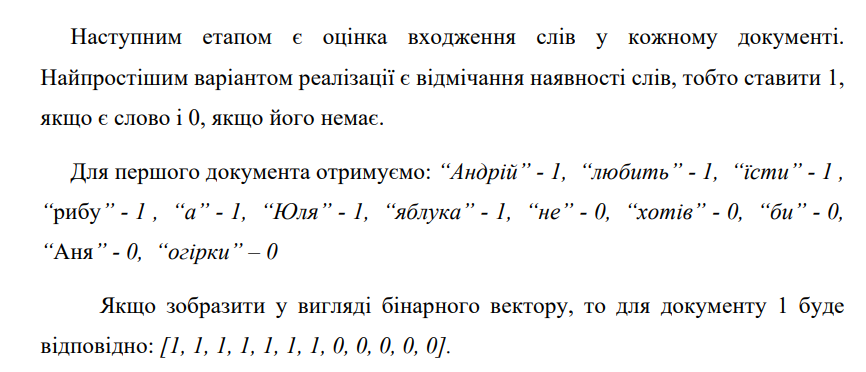 Наступним етапом є оцінка входження слів у кожному документі.
Найпростішим варіантом реалізації є відмічання наявності слів, тобто ставити 1,
якщо є слово і 0, якщо його немає.
Для першого документа отримуємо: “Андрій” - 1, “любить” - 1, “їсти” - 1 ,
“рибу” - 1 , “а” - 1, “Юля” - 1, “яблука” - 1, “не” - 0, “хотів” - 0, “би” - 0,
“Аня” - 0, “огірки” – 0
Якщо зобразити у вигляді бінарного вектору, то для документу 1 буде
відповідно: [1, 1, 1, 1, 1, 1, 1, 0, 0, 0, 0, 0].